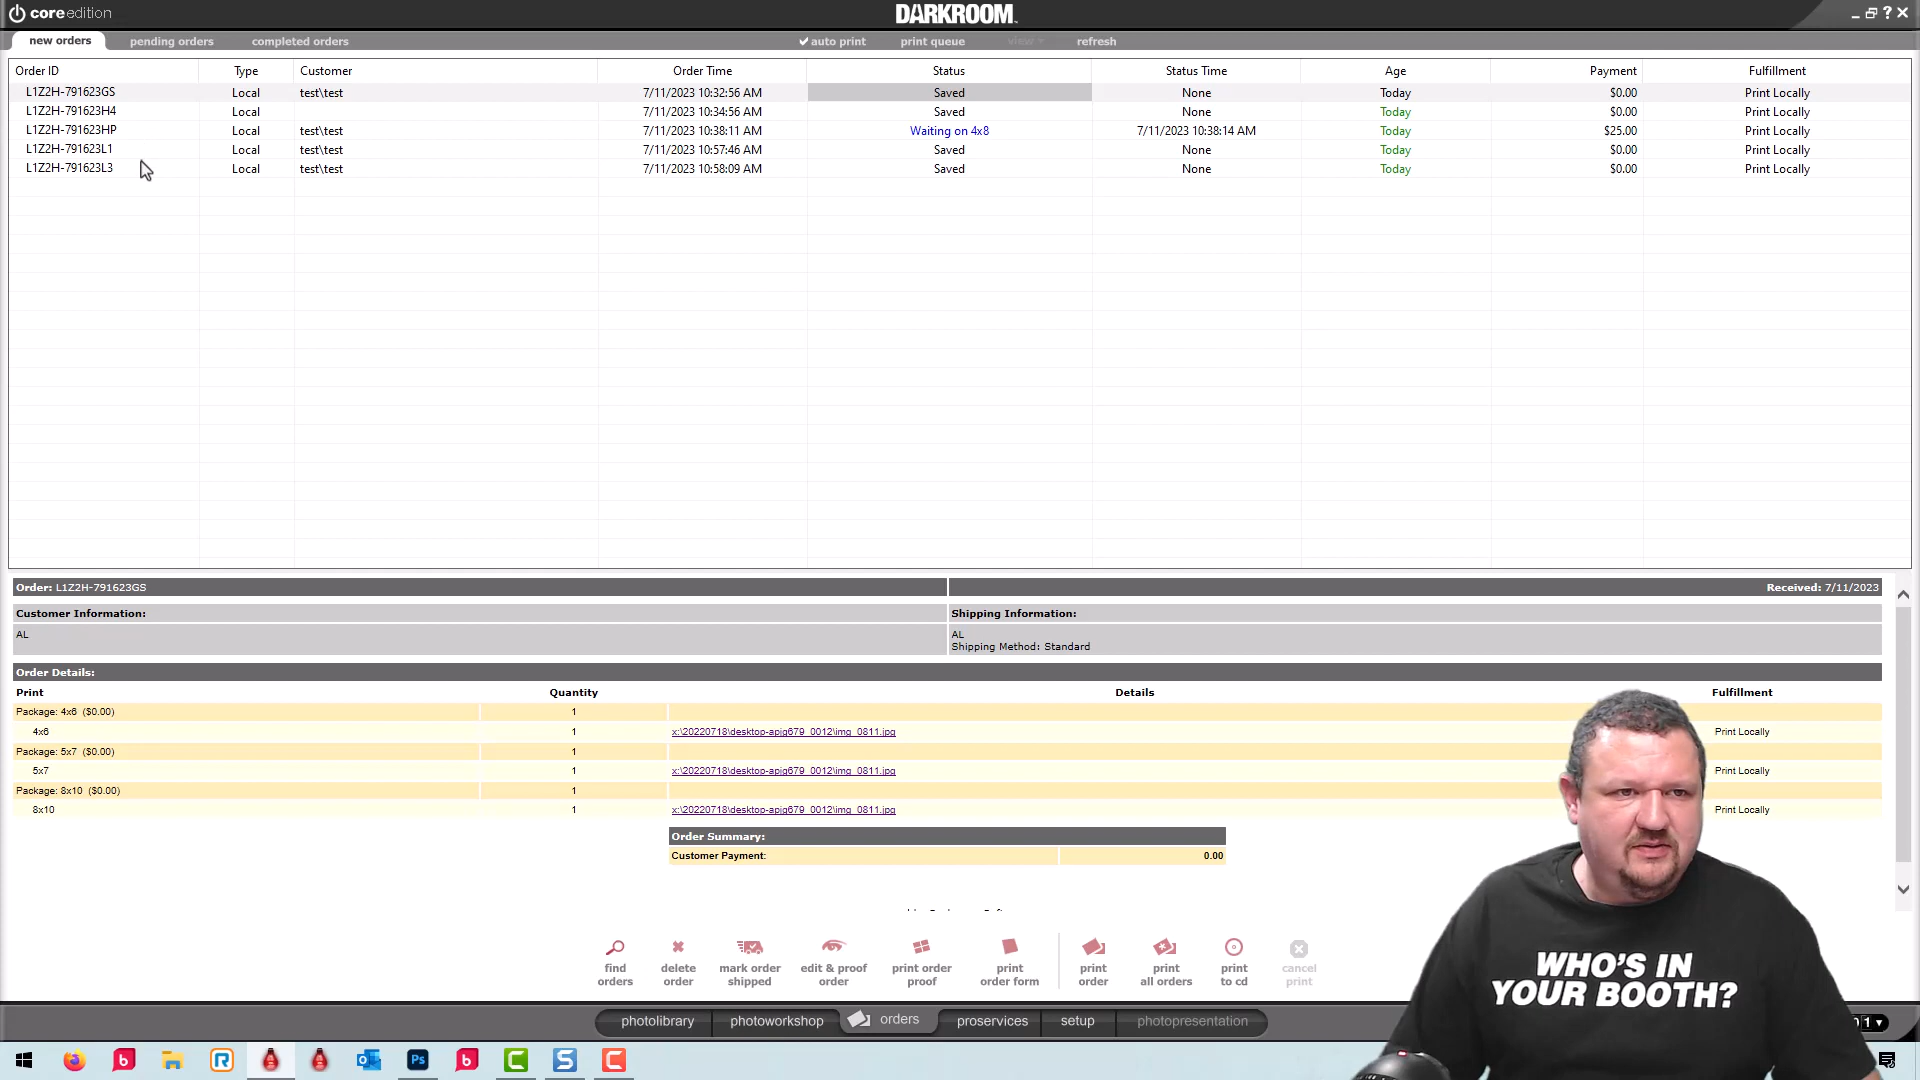 core edition
DARKROOM
new orders pending orders completed orders auto print print queue view refresh
Order ID Type Customer Order Time Status Status Time Age Payment Fulfillment
L1Z2H-791623GS Local test\test 7/11/2023 10:32:56 AM Saved None Today $0.00 Print Locally
L1Z2H-791623H4 Local 7/11/2023 10:34:56 AM Saved None Today $0.00 Print Locally
L1Z2H-791623HP Local test\test 7/11/2023 10:38:11 AM Waiting on 4x8 7/11/2023 10:38:14 AM Today $25.00 Print Locally
L1Z2H-791623L1 Local test\test 7/11/2023 10:57:46 AM Saved None Today $0.00 Print Locally
L1Z2H-791623L3 Local test\test 7/11/2023 10:58:09 AM Saved None Today $0.00 Print Locally
Order: L1Z2H-791623GS Received: 7/11/2023
Customer Information: Shipping Information:
AL AL
Shipping Method: Standard
Order Details:
Print Quantity Details Fulfillment
Package: 4x6 ($0.00) 1
4x6 1 x:\20220718\desktop-apjg679_0012\img_0811.jpg Print Locally
Package: 5x7 ($0.00) 1
5x7 1 x:\20220718\desktop-apjg679_0012\img_0811.jpg Print Locally
Package: 8x10 ($0.00) 1
8x10 1 x:\20220718\desktop-apjg679_0012\img_0811.jpg Print Locally
Order Summary:
Customer Payment: 0.00
find orders
delete order
mark order shipped
edit & proof order
print order proof
print order form
print order
print all orders
print to cd
cancel print
WHO'S IN
YOUR BOOTH?
photolibrary photoworkshop orders proservices setup photopresentation